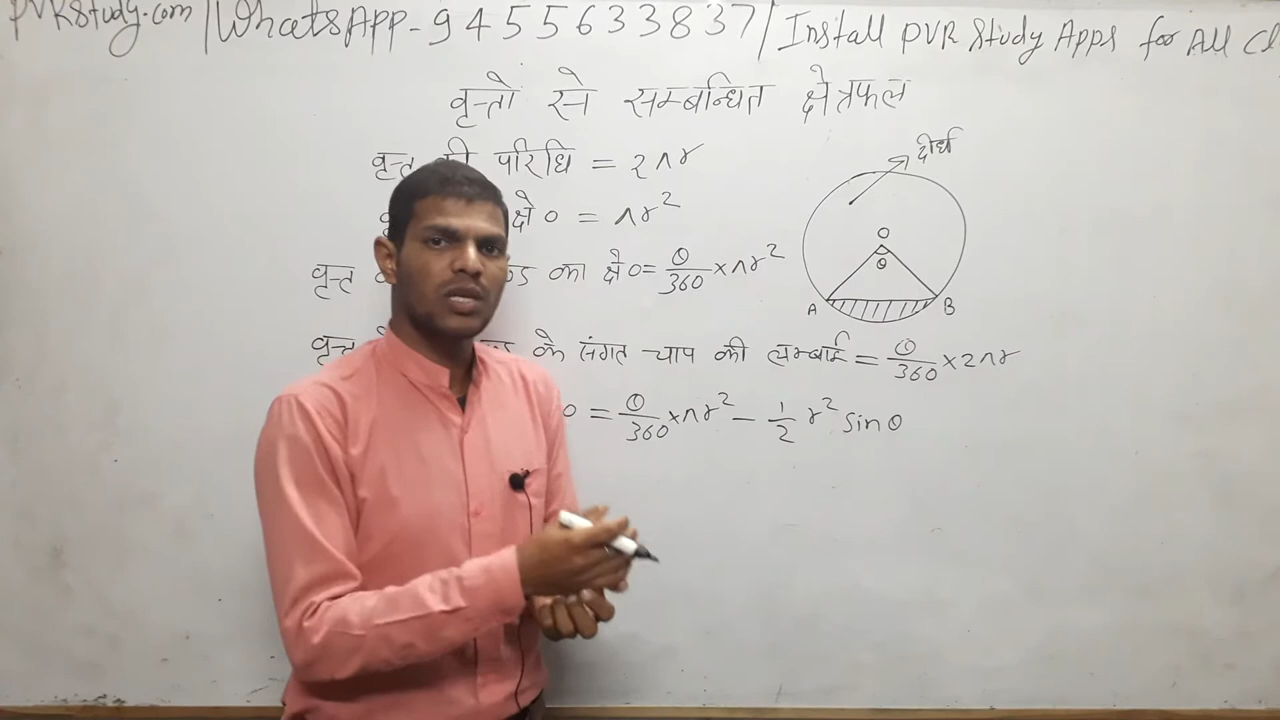 PVRStudy.com | WhatsApp - 9455633837 | Install PVR Study Apps for All Cl
वृत्तों से सम्बन्धित क्षेत्रफल
वृत्त की परिधि = 2πr
क्षे० = πr²
वृत्त का क्षे० = θ/360 × πr²
वृत्त के संगत चाप की लम्बाई = θ/360 × 2πr
= θ/360 × πr² - 1/2 r² sinθ
दीर्घ
O
θ
A
B